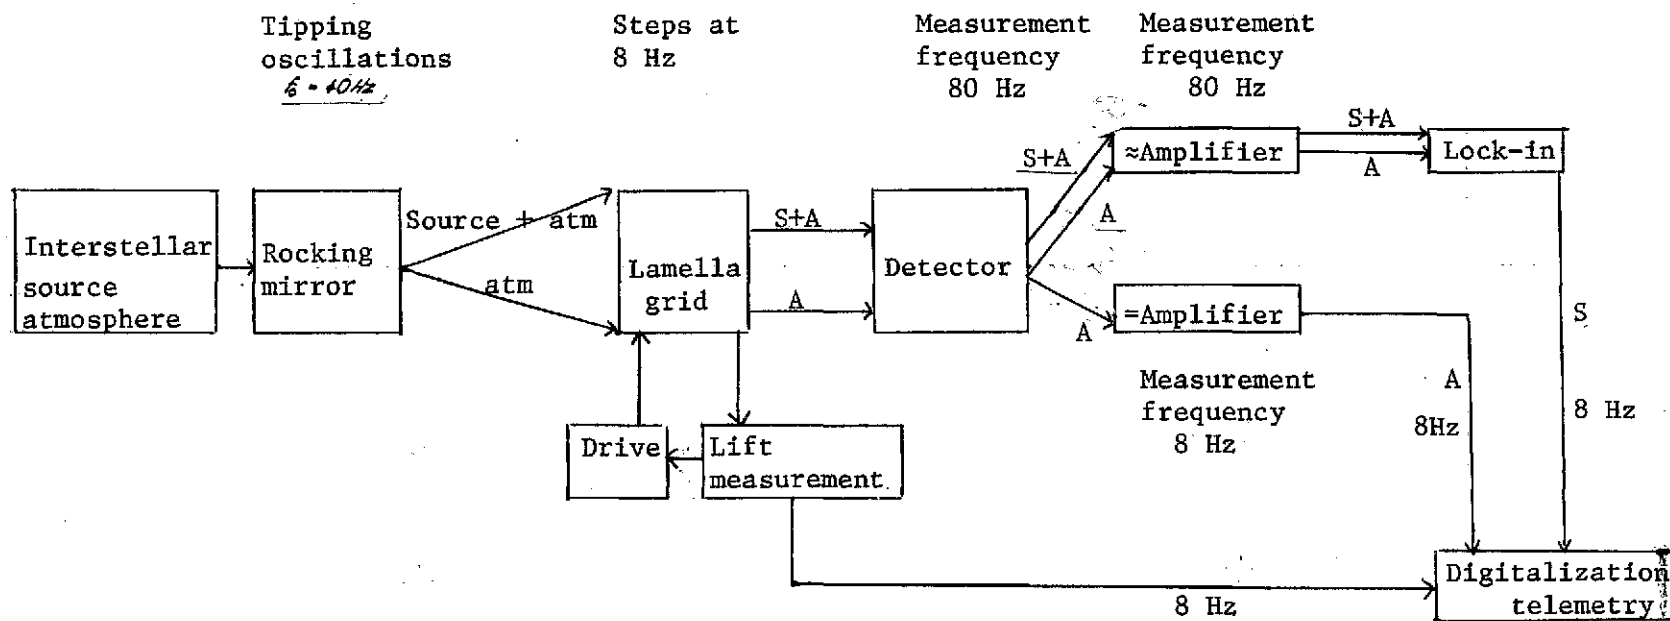 Tipping
oscillations
Steps at
8 Hz
Measurement
frequency
80 Hz
Measurement
frequency
80 Hz
Interstellar
source
atmosphere
Rocking
mirror
Source + atm
atm
Lamella
grid
S+A
A
Detector
S+A
A
A
≈Amplifier
S+A
A
Lock-in
=Amplifier
Measurement
frequency
8 Hz
A
8Hz
S
8 Hz
Drive
Lift
measurement
8 Hz
Digitalization
telemetry